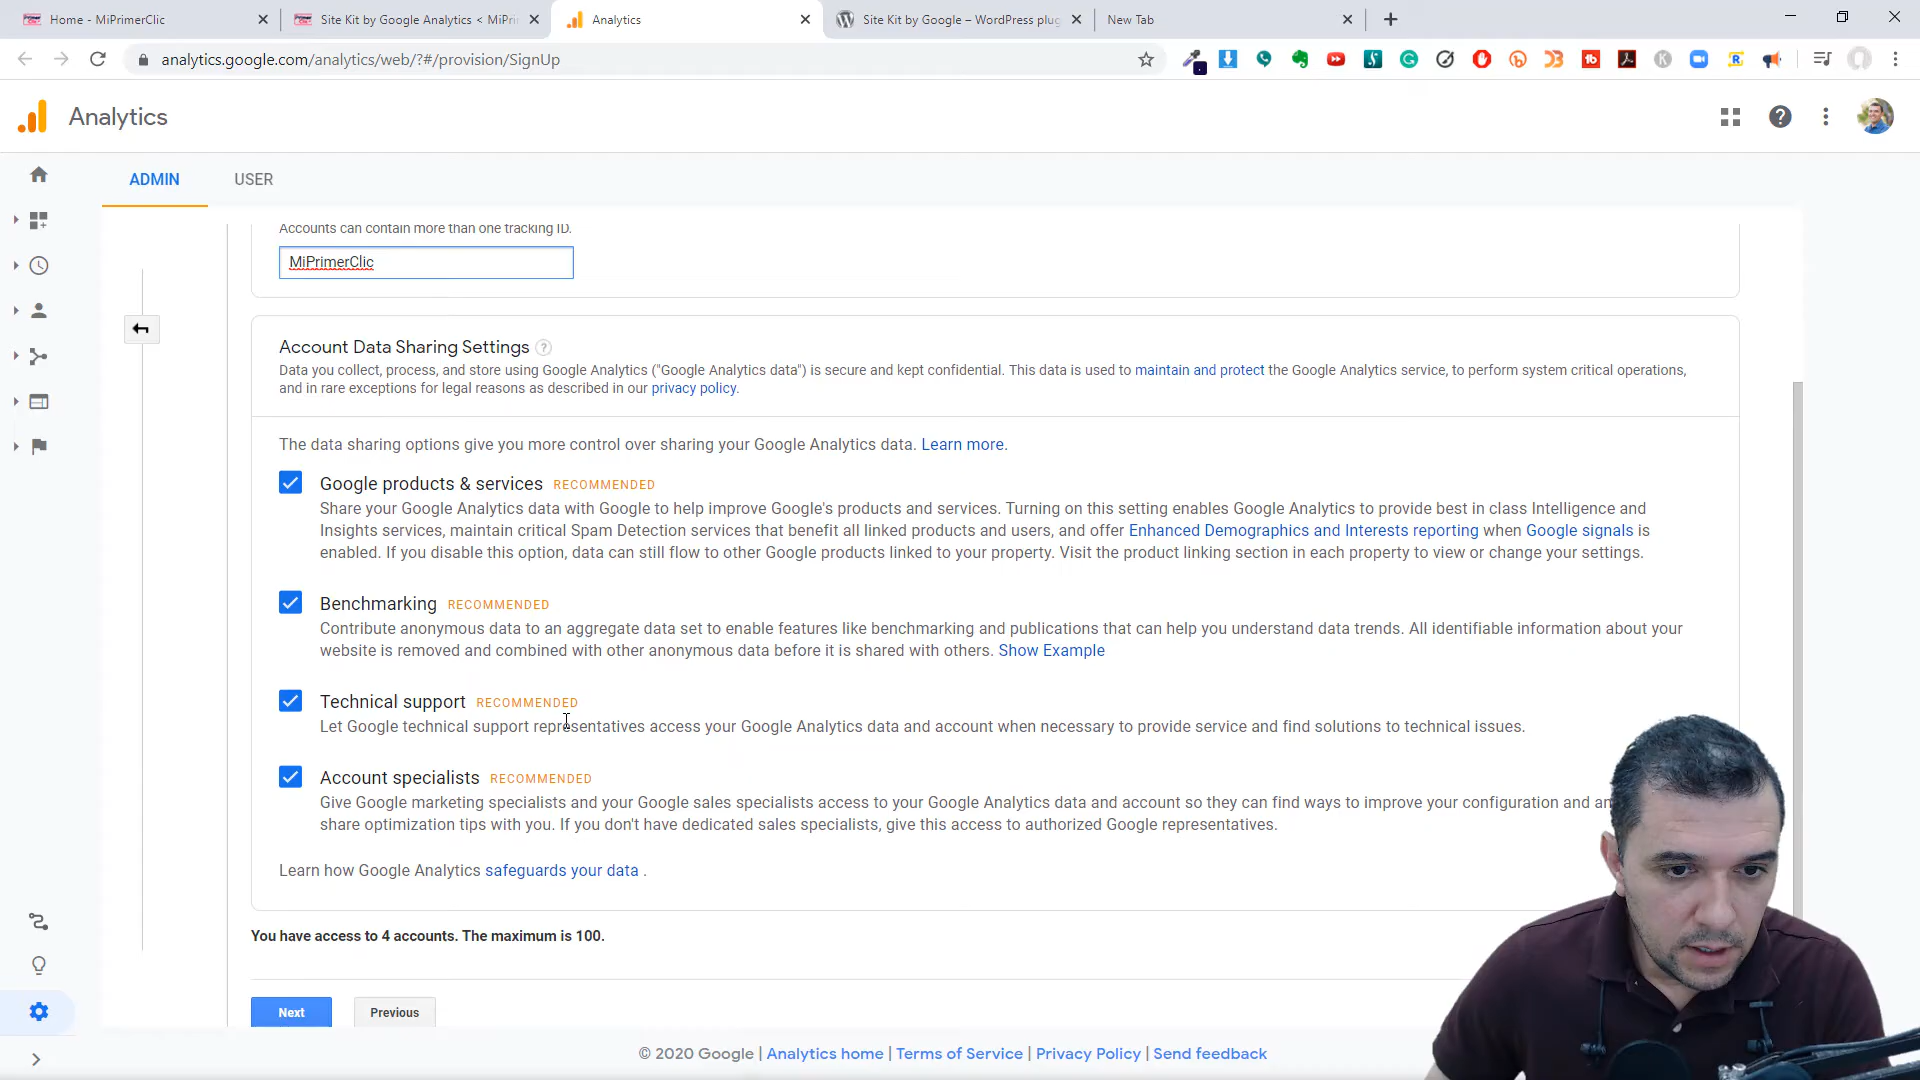 Home - MiPrimerClic
Site Kit by Google Analytics < MiPri
Analytics
Site Kit by Google – WordPress plug
New Tab
analytics.google.com/analytics/web/?#/provision/SignUp
Analytics
ADMIN
USER
Accounts can contain more than one tracking ID.
MiPrimerClic
Account Data Sharing Settings
Data you collect, process, and store using Google Analytics ("Google Analytics data") is secure and kept confidential. This data is used to maintain and protect the Google Analytics service, to perform system critical operations,
and in rare exceptions for legal reasons as described in our privacy policy.
The data sharing options give you more control over sharing your Google Analytics data. Learn more.
Google products & services RECOMMENDED
Share your Google Analytics data with Google to help improve Google's products and services. Turning on this setting enables Google Analytics to provide best in class Intelligence and
Insights services, maintain critical Spam Detection services that benefit all linked products and users, and offer Enhanced Demographics and Interests reporting when Google signals is
enabled. If you disable this option, data can still flow to other Google products linked to your property. Visit the product linking section in each property to view or change your settings.
Benchmarking RECOMMENDED
Contribute anonymous data to an aggregate data set to enable features like benchmarking and publications that can help you understand data trends. All identifiable information about your
website is removed and combined with other anonymous data before it is shared with others. Show Example
Technical support RECOMMENDED
Let Google technical support representatives access your Google Analytics data and account when necessary to provide service and find solutions to technical issues.
Account specialists RECOMMENDED
Give Google marketing specialists and your Google sales specialists access to your Google Analytics data and account so they can find ways to improve your configuration and an
share optimization tips with you. If you don't have dedicated sales specialists, give this access to authorized Google representatives.
Learn how Google Analytics safeguards your data .
You have access to 4 accounts. The maximum is 100.
Next
Previous
© 2020 Google | Analytics home | Terms of Service | Privacy Policy | Send feedback